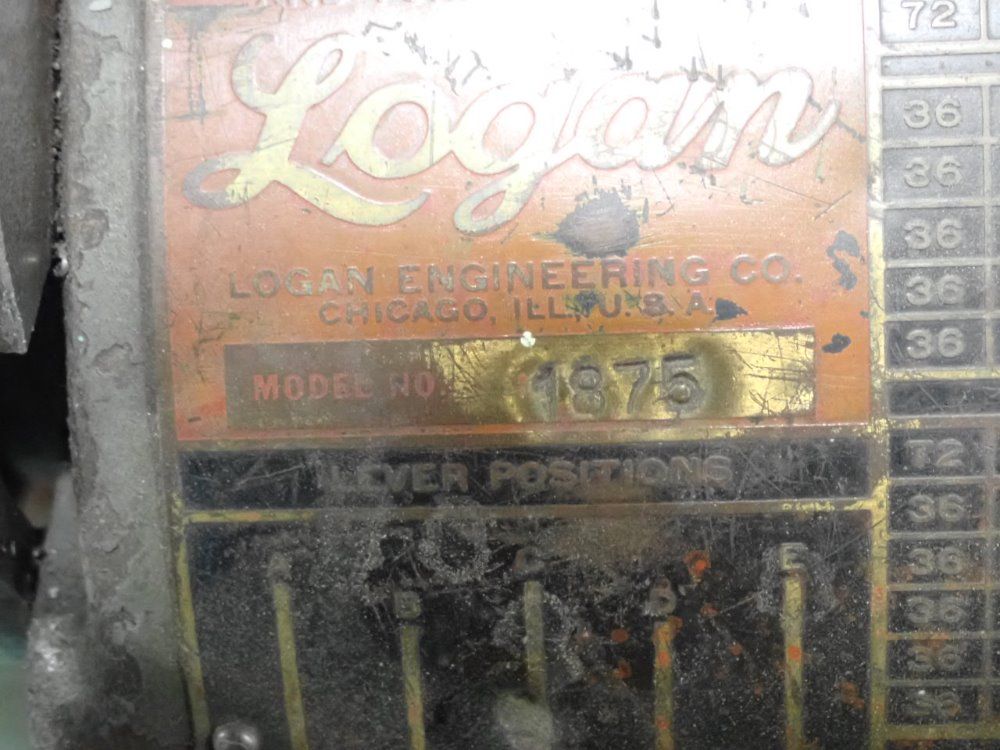 Logan
LOGAN ENGINEERING CO.
CHICAGO, ILL., U.S.A.
MODEL NO. 1875
LEVER POSITIONS
B C D E
72
36
36
36
36
36
72
36
36
36
36
36